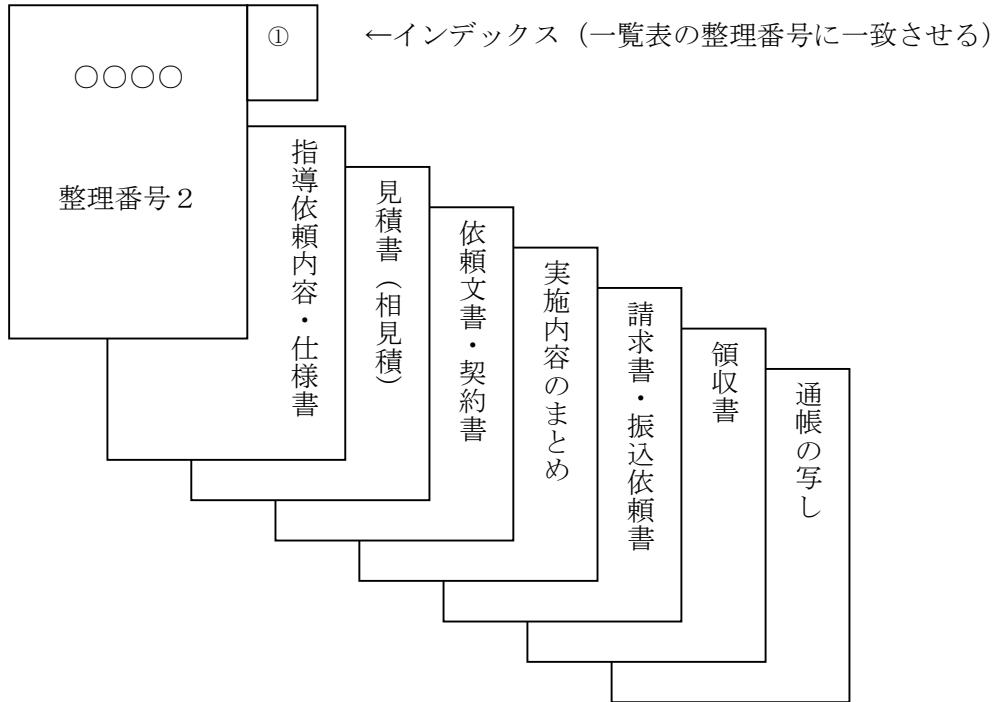 ①
←インデックス（一覧表の整理番号に一致させる）
○○○○
整理番号２
指導依頼内容・仕様書
見積書（相見積）
依頼文書・契約書
実施内容のまとめ
請求書・振込依頼書
領収書
通帳の写し